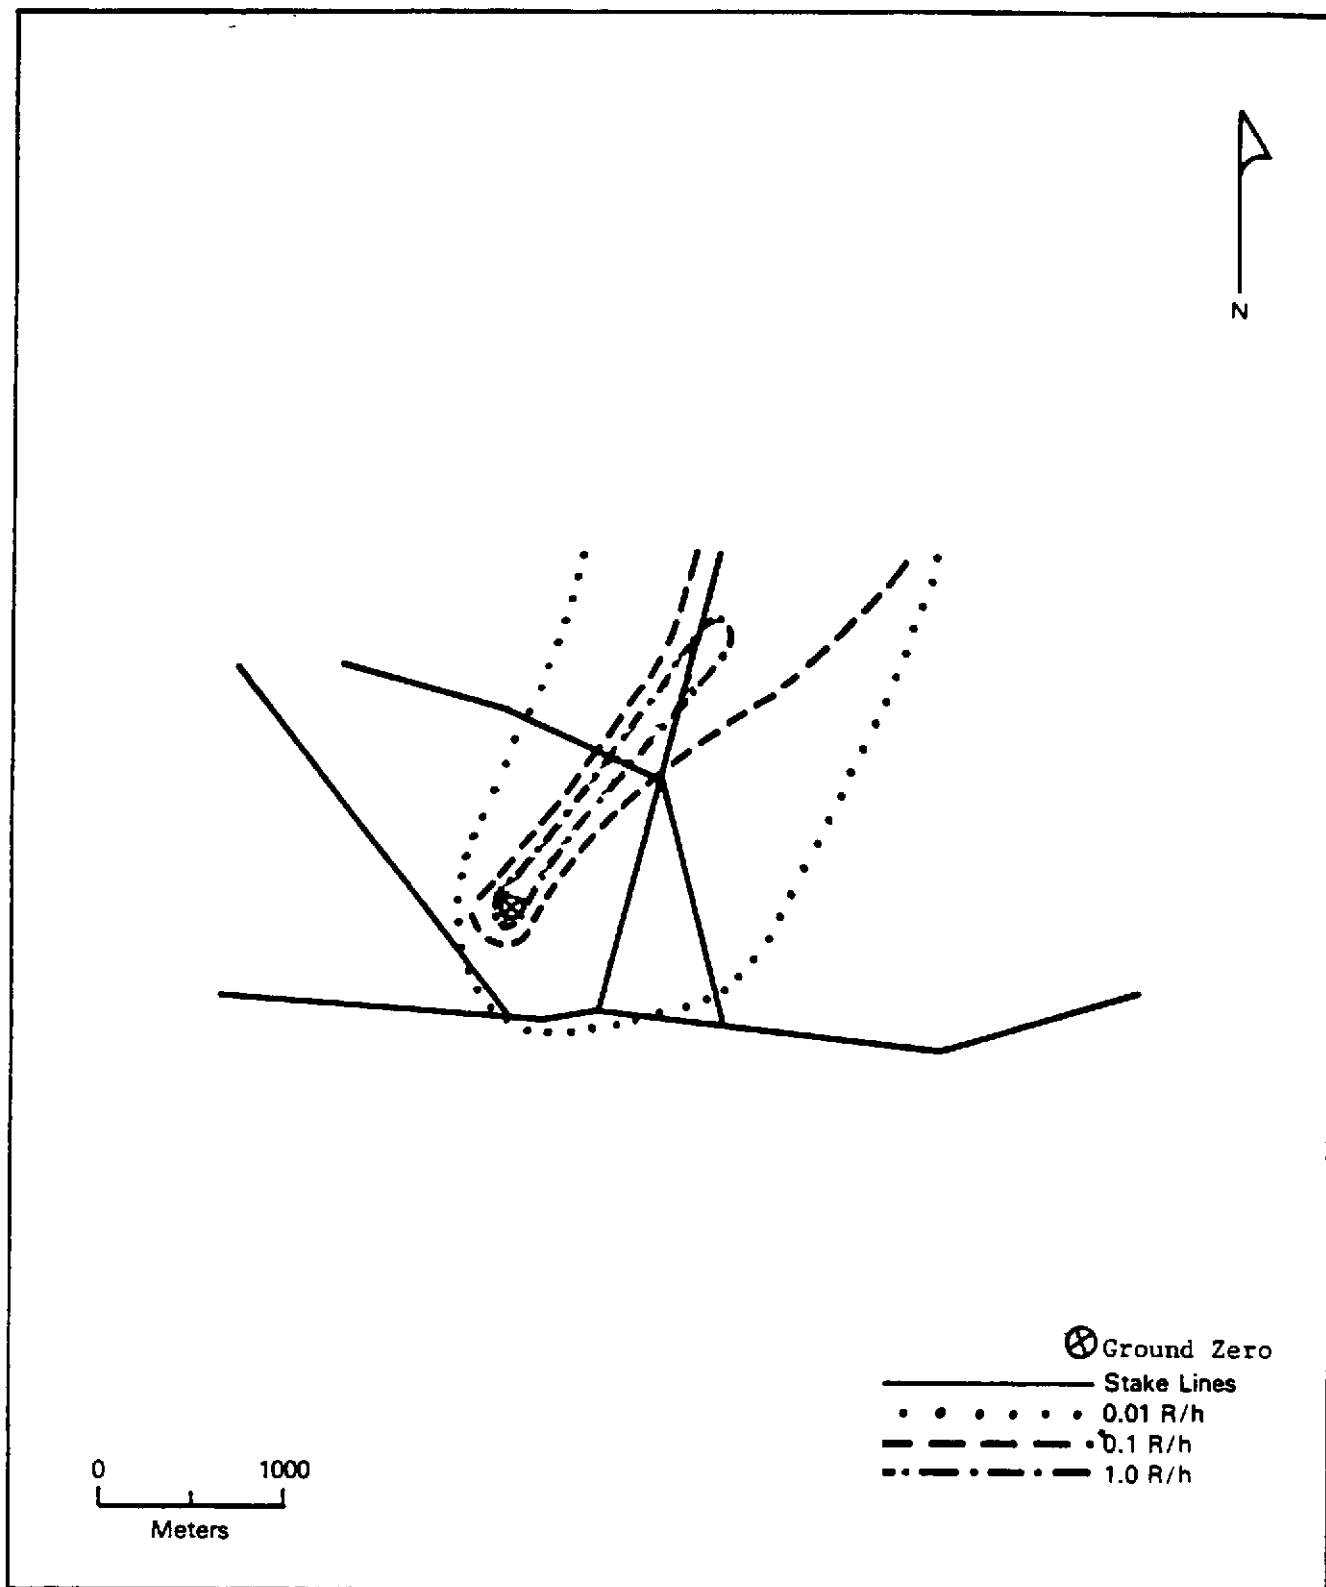 N
Ground Zero
Stake Lines
0.01 R/h
0.1 R/h
1.0 R/h
0 1000
Meters